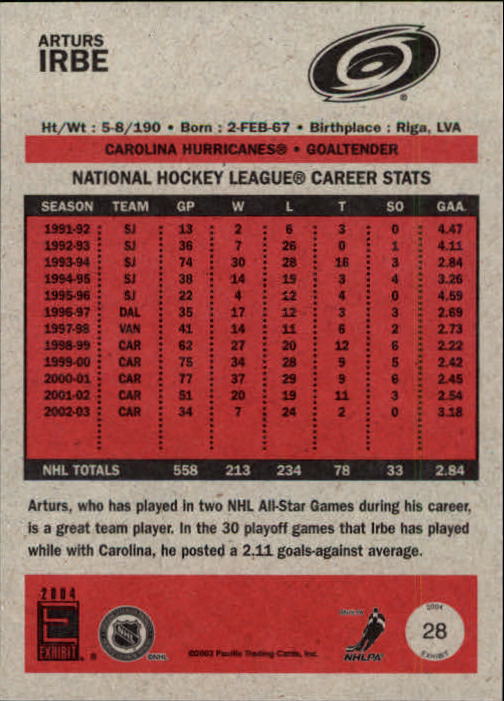 ARTURS
IRBE
Ht/Wt : 5-8/190 • Born : 2-FEB-67 • Birthplace : Riga, LVA
CAROLINA HURRICANES® • GOALTENDER
NATIONAL HOCKEY LEAGUE® CAREER STATS
SEASON TEAM GP W L T SO GAA
1991-92 SJ 13 2 6 3 0 4.47
1992-93 SJ 36 7 26 0 1 4.11
1993-94 SJ 74 30 28 16 3 2.84
1994-95 SJ 38 14 19 3 4 3.26
1995-96 SJ 22 4 12 4 0 4.59
1996-97 DAL 35 17 12 3 3 2.69
1997-98 VAN 41 14 11 6 2 2.73
1998-99 CAR 62 27 20 12 6 2.22
1999-00 CAR 75 34 28 9 5 2.42
2000-01 CAR 77 37 29 9 6 2.45
2001-02 CAR 51 20 19 11 3 2.54
2002-03 CAR 34 7 24 2 0 3.18
NHL TOTALS 558 213 234 78 33 2.84
Arturs, who has played in two NHL All-Star Games during his career,
is a great team player. In the 30 playoff games that Irbe has played
while with Carolina, he posted a 2.11 goals-against average.
2004
E
EXHIBIT
NHL
©NHL
©2003 Pacific Trading Cards, Inc.
NHLPA
2004
28
EXHIBIT